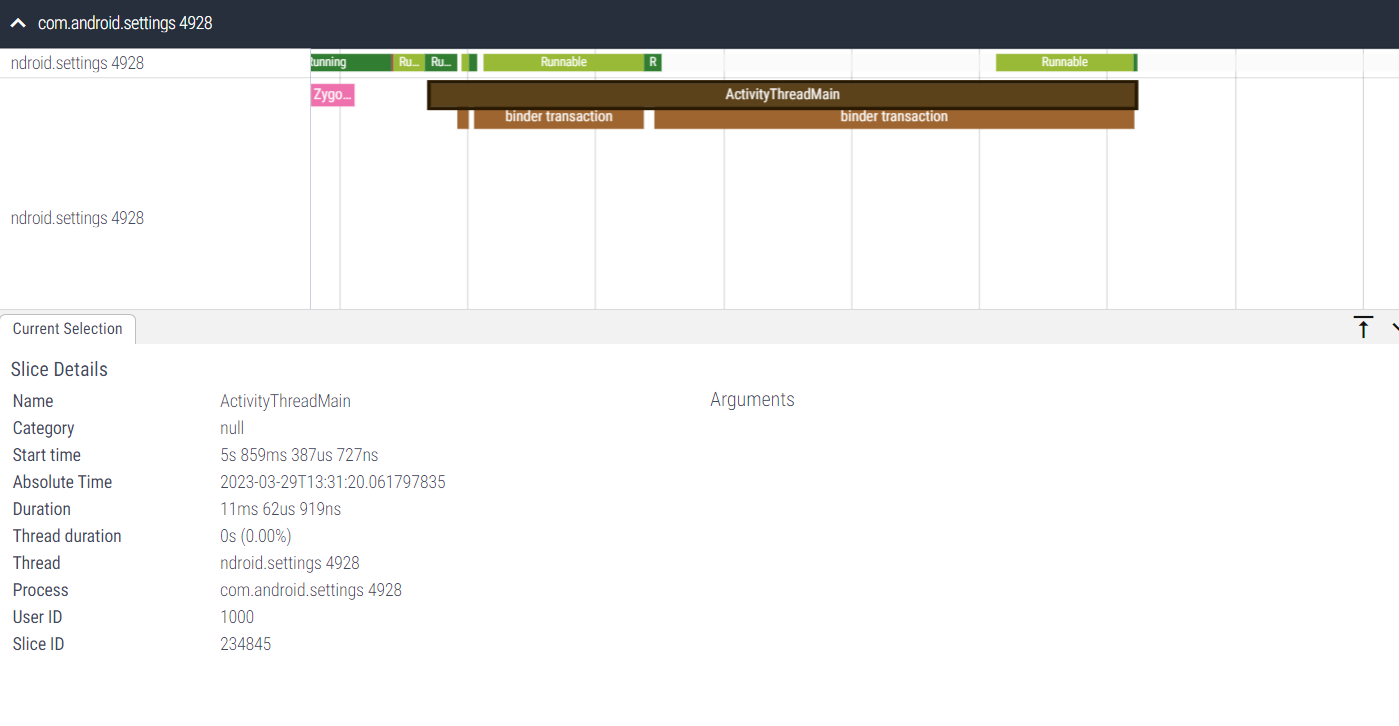 com.android.settings 4928
ndroid.settings 4928
unning
Ru...
Ru...
Runnable
R
Runnable
Zygo...
ActivityThreadMain
binder transaction
binder transaction
ndroid.settings 4928
Current Selection
Slice Details
Arguments
Name ActivityThreadMain
Category null
Start time 5s 859ms 387us 727ns
Absolute Time 2023-03-29T13:31:20.061797835
Duration 11ms 62us 919ns
Thread duration 0s (0.00%)
Thread ndroid.settings 4928
Process com.android.settings 4928
User ID 1000
Slice ID 234845